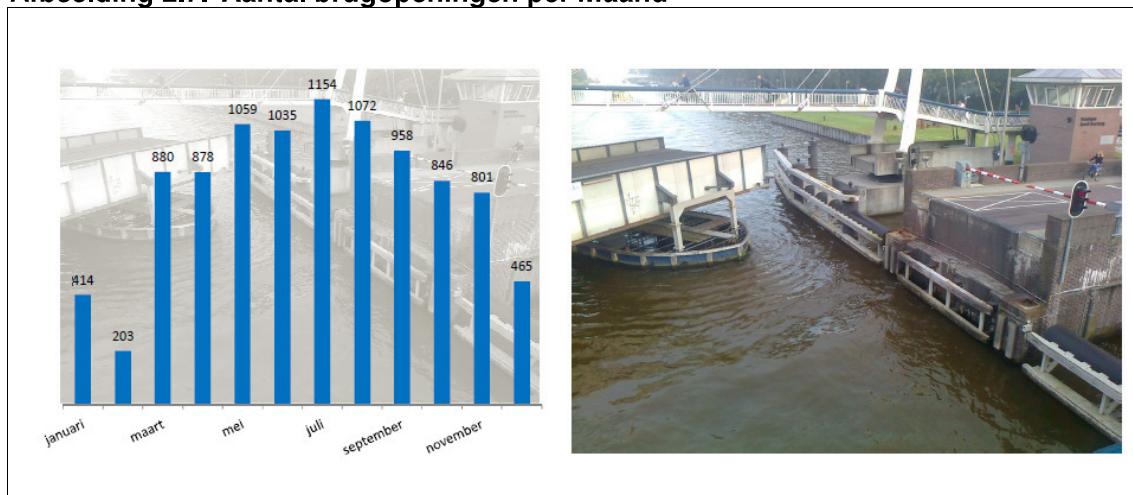 Afbeelding 2.7: Aantal brugopeningen per maand
414
203
880
878
1059
1035
1154
1072
958
846
801
465
januari
maart
mei
juli
september
november